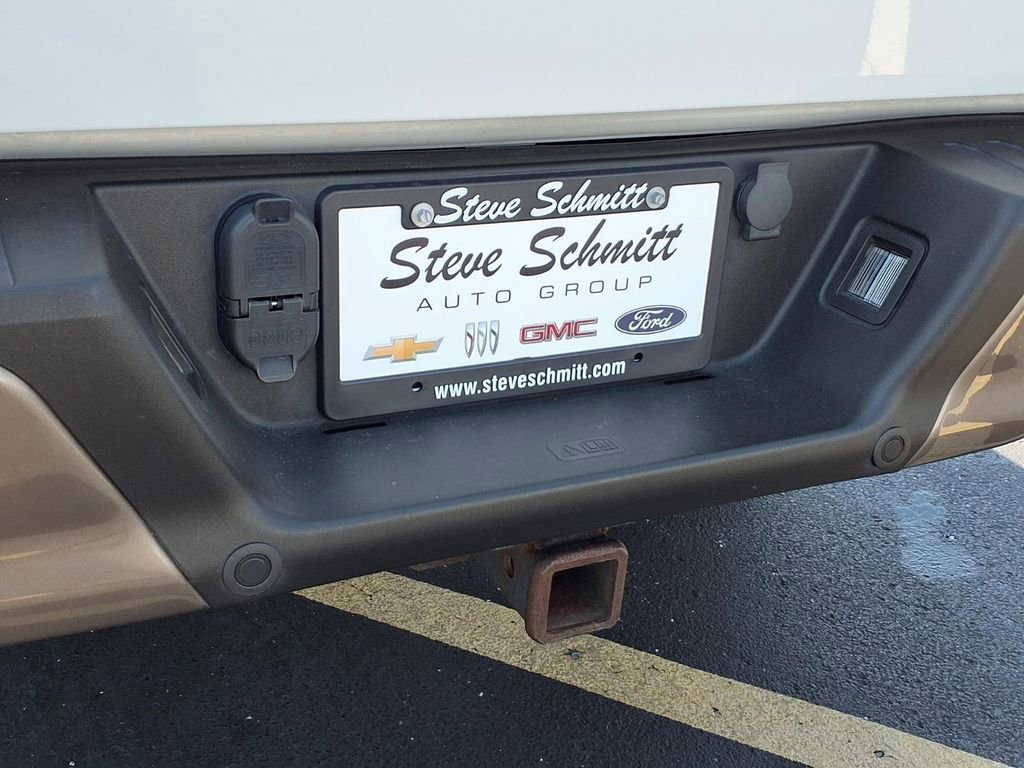 Steve Schmitt
Steve Schmitt
AUTO GROUP
GMC Ford
www.steveschmitt.com